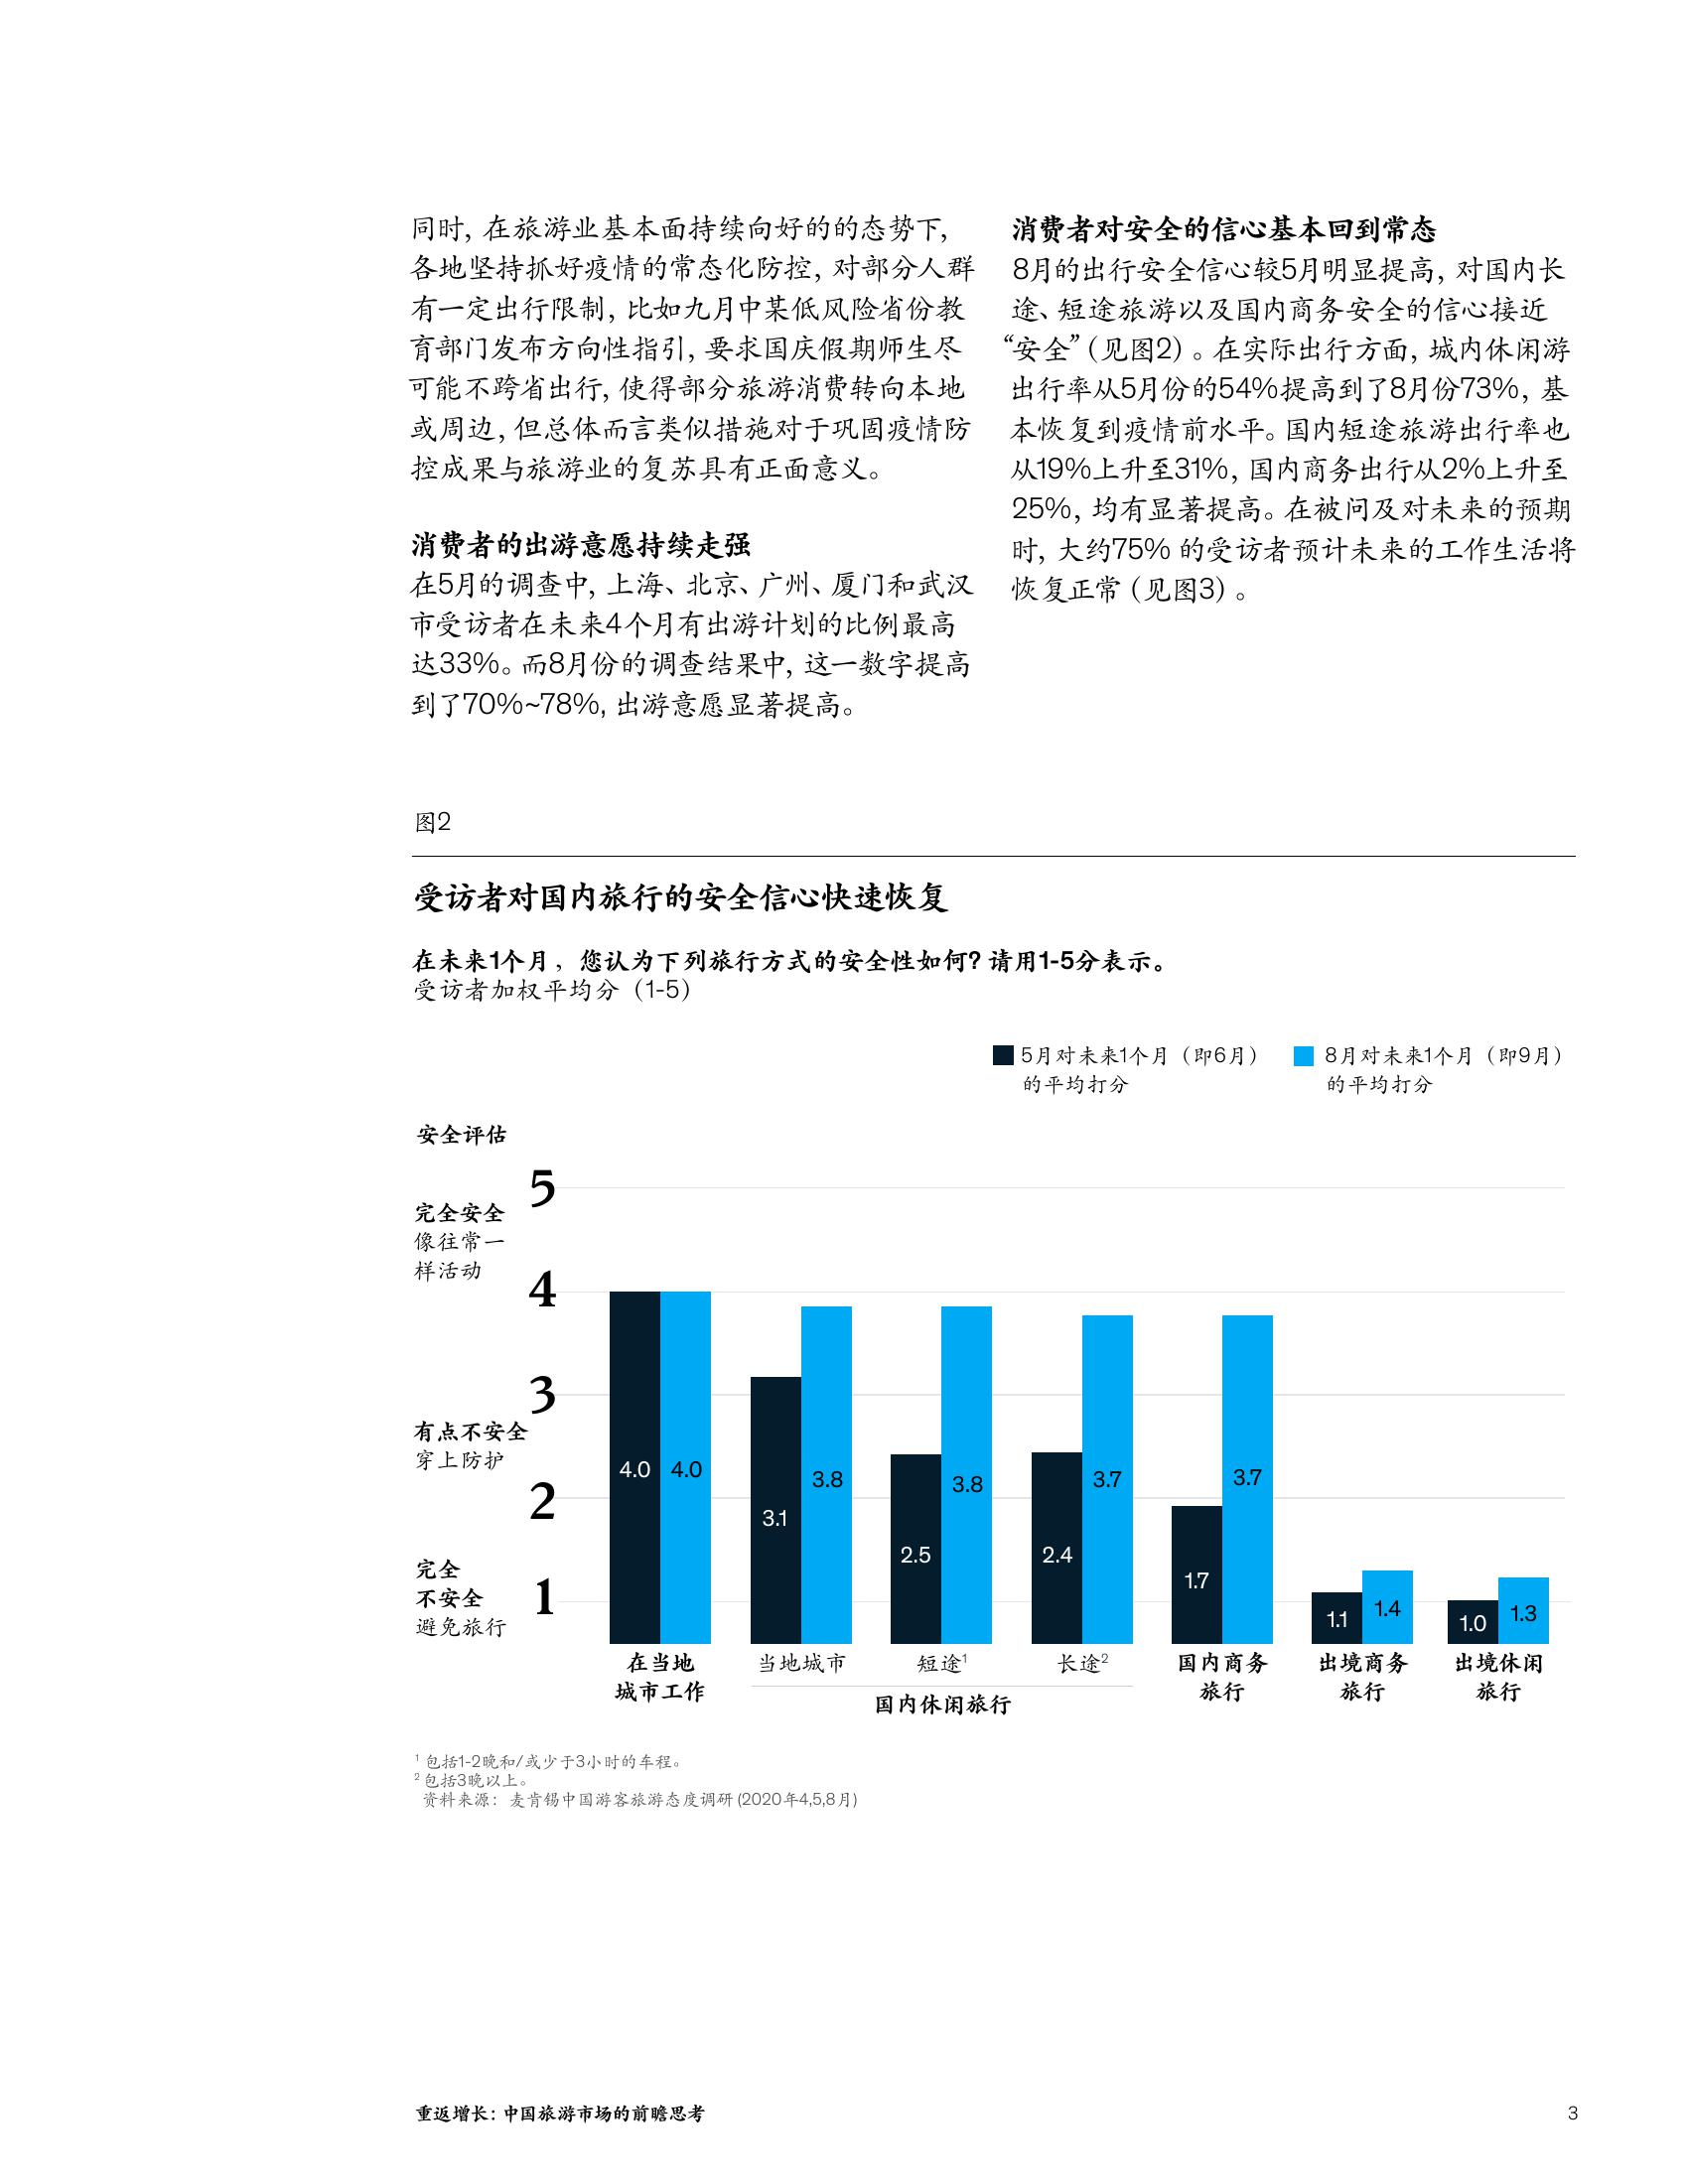 同时, 在旅游业基本面持续向好的的态势下,
各地坚持抓好疫情的常态化防控, 对部分人群
有一定出行限制, 比如九月中某低风险省份教
育部门发布方向性指引, 要求国庆假期师生尽
可能不跨省出行, 使得部分旅游消费转向本地
或周边, 但总体而言类似措施对于巩固疫情防
控成果与旅游业的复苏具有正面意义。
消费者的出游意愿持续走强
在5月的调查中, 上海、北京、广州、厦门和武汉
市受访者在未来4个月有出游计划的比例最高
达33%。而8月份的调查结果中, 这一数字提高
到了70%~78%, 出游意愿显著提高。
消费者对安全的信心基本回到常态
8月的出行安全信心较5月明显提高, 对国内长
途、短途旅游以及国内商务安全的信心接近
“安全” (见图2) 。在实际出行方面, 城内休闲游
出行率从5月份的54%提高到了8月份73%, 基
本恢复到疫情前水平。国内短途旅游出行率也
从19%上升至31%, 国内商务出行从2%上升至
25%, 均有显著提高。在被问及对未来的预期
时, 大约75% 的受访者预计未来的工作生活将
恢复正常 (见图3) 。
图2
受访者对国内旅行的安全信心快速恢复
在未来1个月，您认为下列旅行方式的安全性如何? 请用1-5分表示。
受访者加权平均分（1-5）
5月对未来1个月（即6月）
的平均打分
8月对未来1个月（即9月）
的平均打分
安全评估
5
完全安全
像往常一
样活动
4
3
有点不安全
穿上防护
2
完全
不安全
避免旅行
1
4.0 4.0
3.1 3.8
2.5 3.8
2.4 3.7
1.7 3.7
1.1 1.4
1.0 1.3
在当地
城市工作
当地城市
短途¹
长途²
国内休闲旅行
国内商务
旅行
出境商务
旅行
出境休闲
旅行
¹ 包括1-2晚和/或少于3小时的车程。
² 包括3晚以上。
资料来源：麦肯锡中国游客旅游态度调研 (2020年4,5,8月)
重返增长: 中国旅游市场的前瞻思考
3